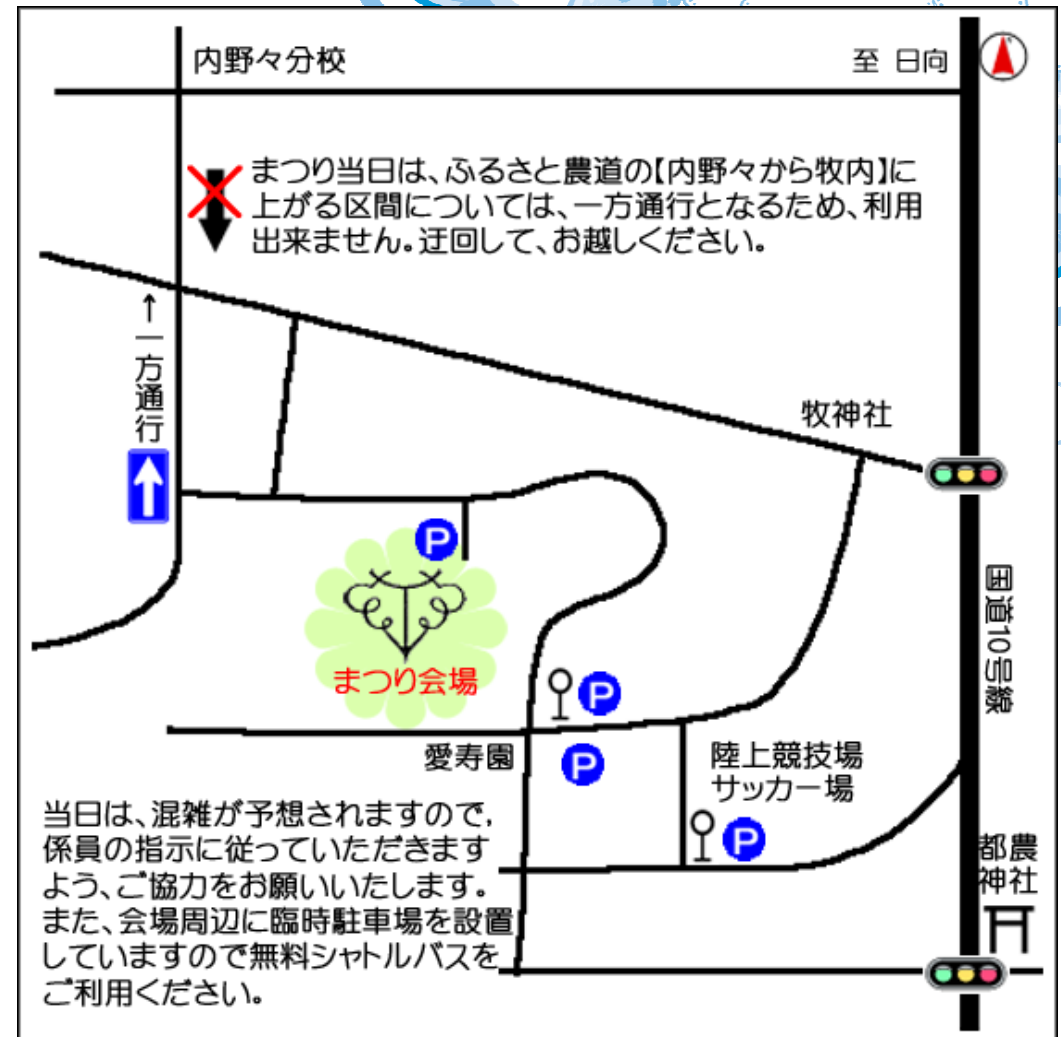 内野々分校
至 日向
まつり当日は、ふるさと農道の【内野々から牧内】に
上がる区間については、一方通行となるため、利用
出来ません。迂回して、お越しください。
↑一方通行
牧神社
P
国道10号線
まつり会場
P
愛寿園
P
陸上競技場
サッカー場
P
当日は、混雑が予想されますので,
係員の指示に従っていただきます
よう、ご協力をお願いいたします。
また、会場周辺に臨時駐車場を設置
していますので無料シャトルバスを
ご利用ください。
都農
神社